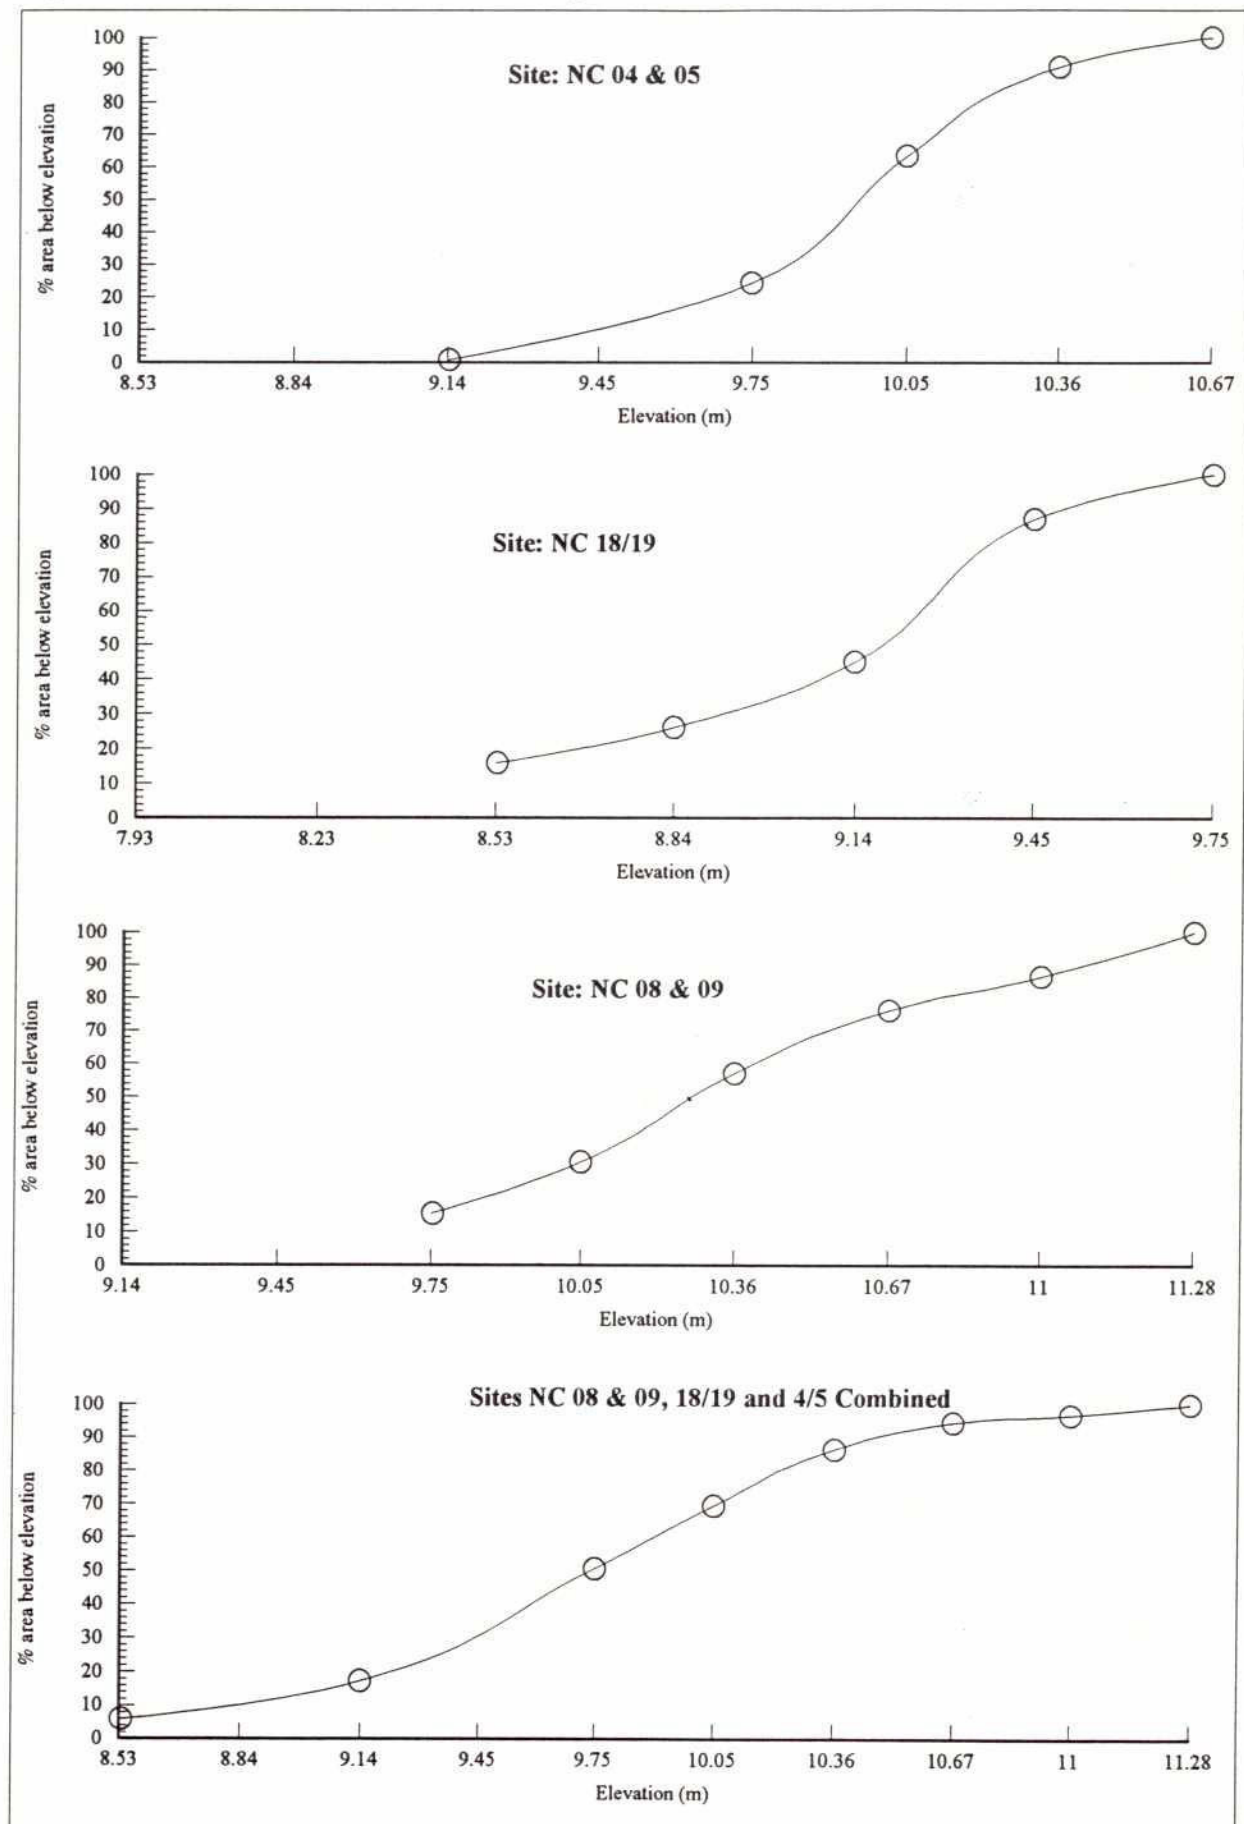 Site: NC 04 & 05
% area below elevation
100
90
80
70
60
50
40
30
20
10
0
8.53 8.84 9.14 9.45 9.75 10.05 10.36 10.67
Elevation (m)
Site: NC 18/19
% area below elevation
100
90
80
70
60
50
40
30
20
10
0
7.93 8.23 8.53 8.84 9.14 9.45 9.75
Elevation (m)
Site: NC 08 & 09
% area below elevation
100
90
80
70
60
50
40
30
20
10
0
9.14 9.45 9.75 10.05 10.36 10.67 11 11.28
Elevation (m)
Sites NC 08 & 09, 18/19 and 4/5 Combined
% area below elevation
100
90
80
70
60
50
40
30
20
10
0
8.53 8.84 9.14 9.45 9.75 10.05 10.36 10.67 11 11.28
Elevation (m)